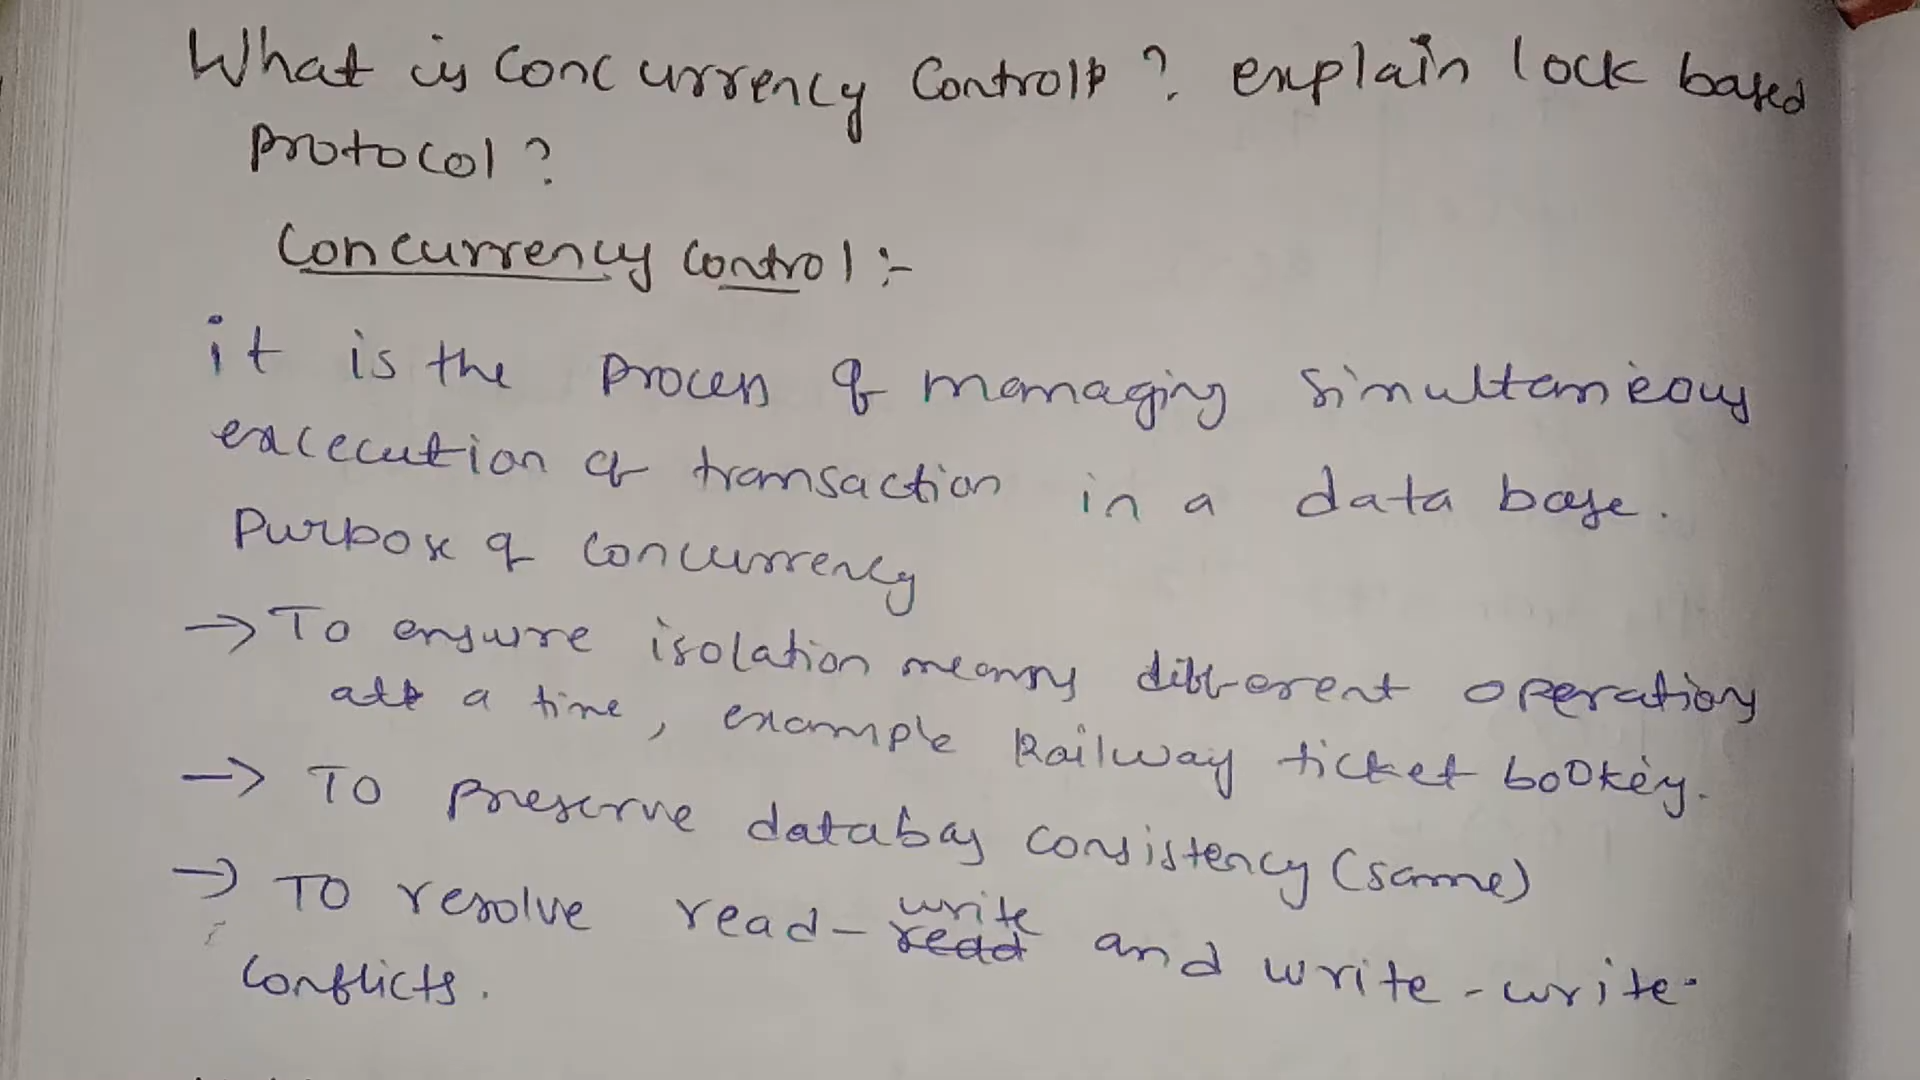 What is Concurrency Control ? explain lock based
protocol ?
Concurrency Control :-
it is the process of managing simultaneous
excecution of transaction in a data base.
Purpose of Concurrency
→ To ensure isolation means different operations
at a time, example Railway ticket booking.
→ To preserve database consistency (same)
→ To resolve read - write and write - write
read
Conflicts.